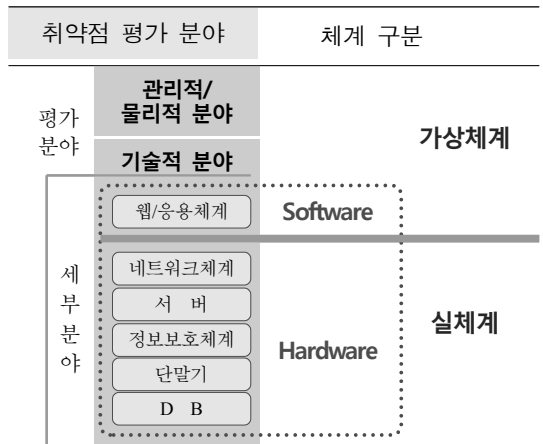 취약점 평가 분야
체계 구분
평가
분야
관리적/
물리적 분야
기술적 분야
가상체계
웹/응용체계
Software
세
부
분
야
네트워크체계
서 버
정보보호체계
단말기
D B
Hardware
실체계